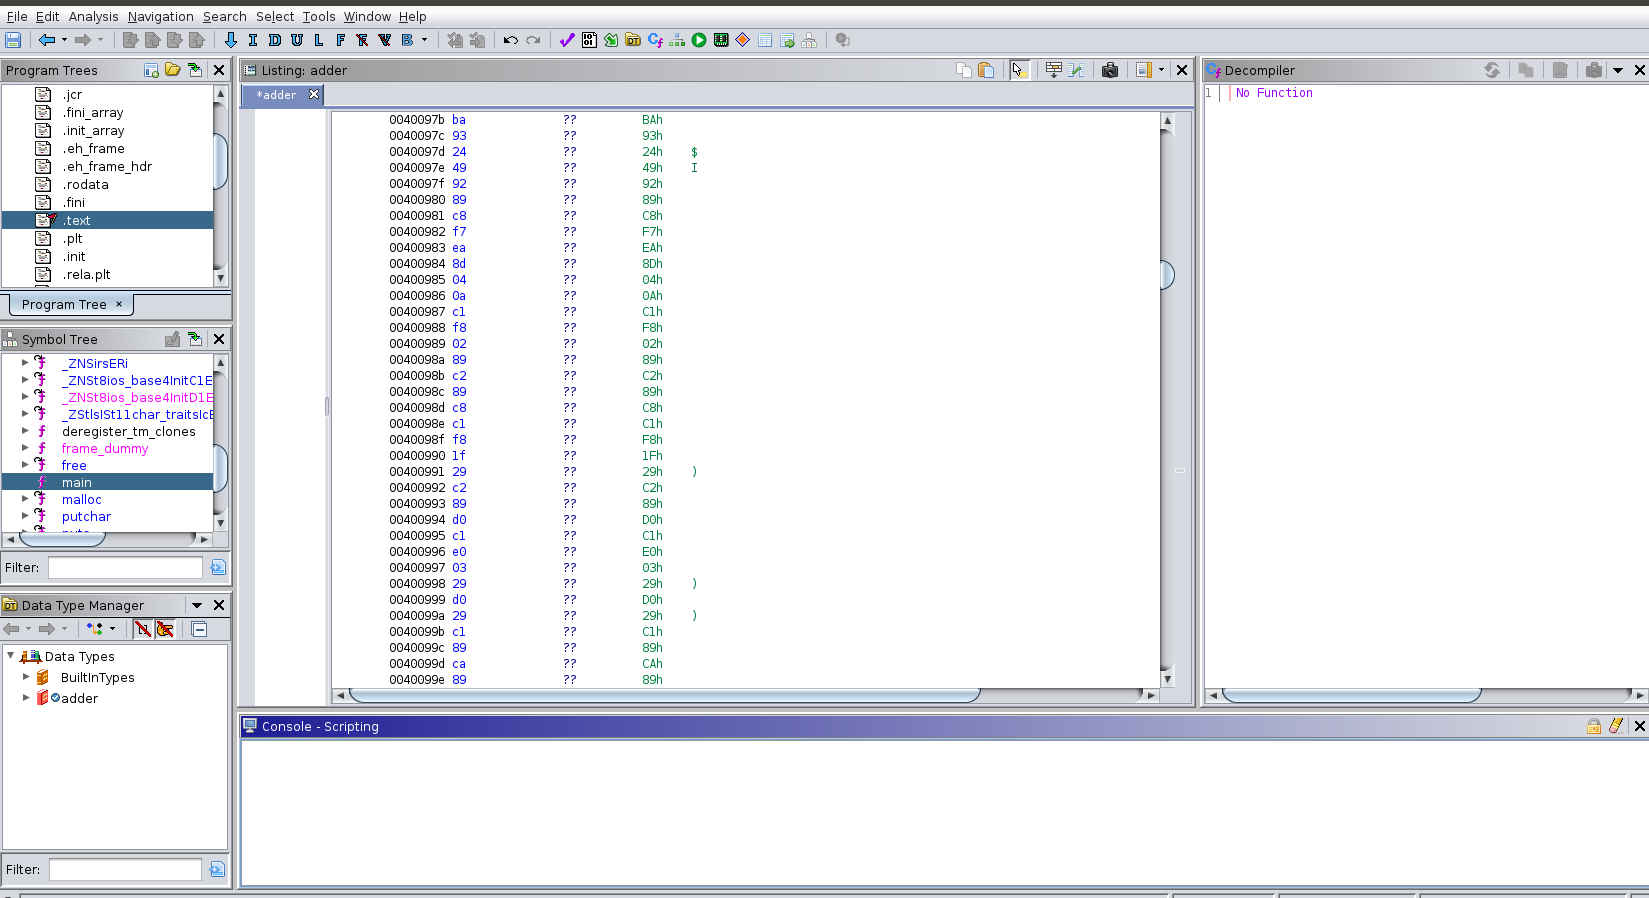 File Edit Analysis Navigation Search Select Tools Window Help
I D U L F B
Program Trees
.jcr
.fini_array
.init_array
.eh_frame
.eh_frame_hdr
.rodata
.fini
.text
.plt
.init
.rela.plt
Program Tree ×
Symbol Tree
_ZNSirsERi
_ZNSt8ios_base4InitC1E
_ZNSt8ios_base4InitD1E
_ZStlsISt11char_traitsIcE
deregister_tm_clones
frame_dummy
free
main
malloc
putchar
Filter:
Data Type Manager
Data Types
BuiltInTypes
adder
Filter:
Listing: adder
*adder
0040097b ba ?? BAh
0040097c 93 ?? 93h
0040097d 24 ?? 24h $
0040097e 49 ?? 49h I
0040097f 92 ?? 92h
00400980 89 ?? 89h
00400981 c8 ?? C8h
00400982 f7 ?? F7h
00400983 ea ?? EAh
00400984 8d ?? 8Dh
00400985 04 ?? 04h
00400986 0a ?? 0Ah
00400987 c1 ?? C1h
00400988 f8 ?? F8h
00400989 02 ?? 02h
0040098a 89 ?? 89h
0040098b c2 ?? C2h
0040098c 89 ?? 89h
0040098d c8 ?? C8h
0040098e c1 ?? C1h
0040098f f8 ?? F8h
00400990 1f ?? 1Fh
00400991 29 ?? 29h )
00400992 c2 ?? C2h
00400993 89 ?? 89h
00400994 d0 ?? D0h
00400995 c1 ?? C1h
00400996 e0 ?? E0h
00400997 03 ?? 03h
00400998 29 ?? 29h )
00400999 d0 ?? D0h
0040099a 29 ?? 29h )
0040099b c1 ?? C1h
0040099c 89 ?? 89h
0040099d ca ?? CAh
0040099e 89 ?? 89h
Decompiler
1 No Function
Console - Scripting